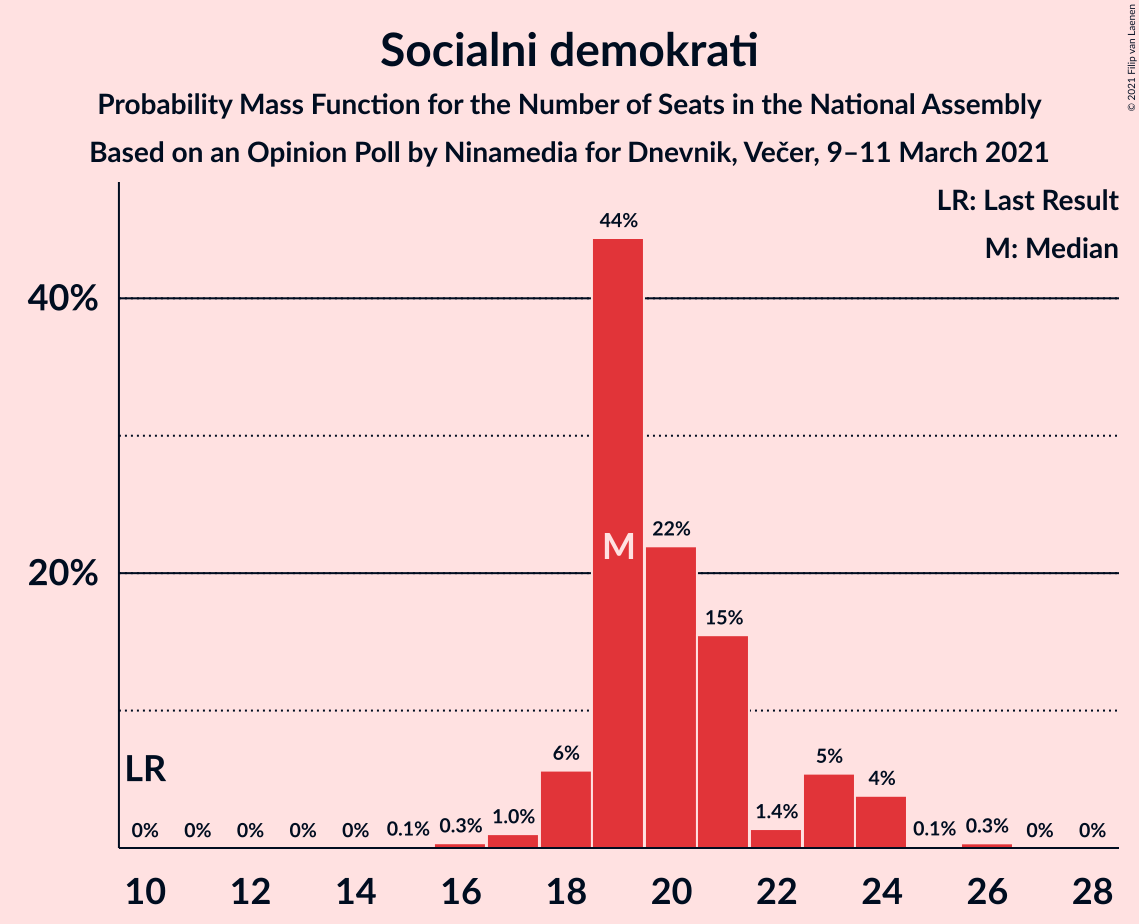 Socialni demokrati
Probability Mass Function for the Number of Seats in the National Assembly
Based on an Opinion Poll by Ninamedia for Dnevnik, Večer, 9–11 March 2021
© 2021 Filip van Laenen
LR: Last Result
M: Median
40%
20%
44%
22%
15%
M
LR
0%
0%
0%
0%
0%
0.1%
0.3%
1.0%
6%
1.4%
5%
4%
0.1%
0.3%
0%
0%
10 12 14 16 18 20 22 24 26 28